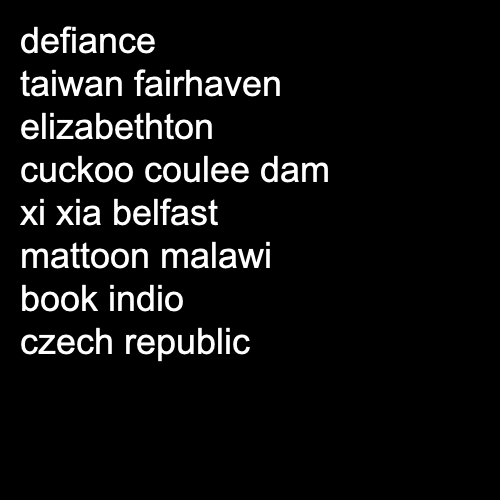 defiance
taiwan fairhaven
elizabethton
cuckoo coulee dam
xi xia belfast
mattoon malawi
book indio
czech republic